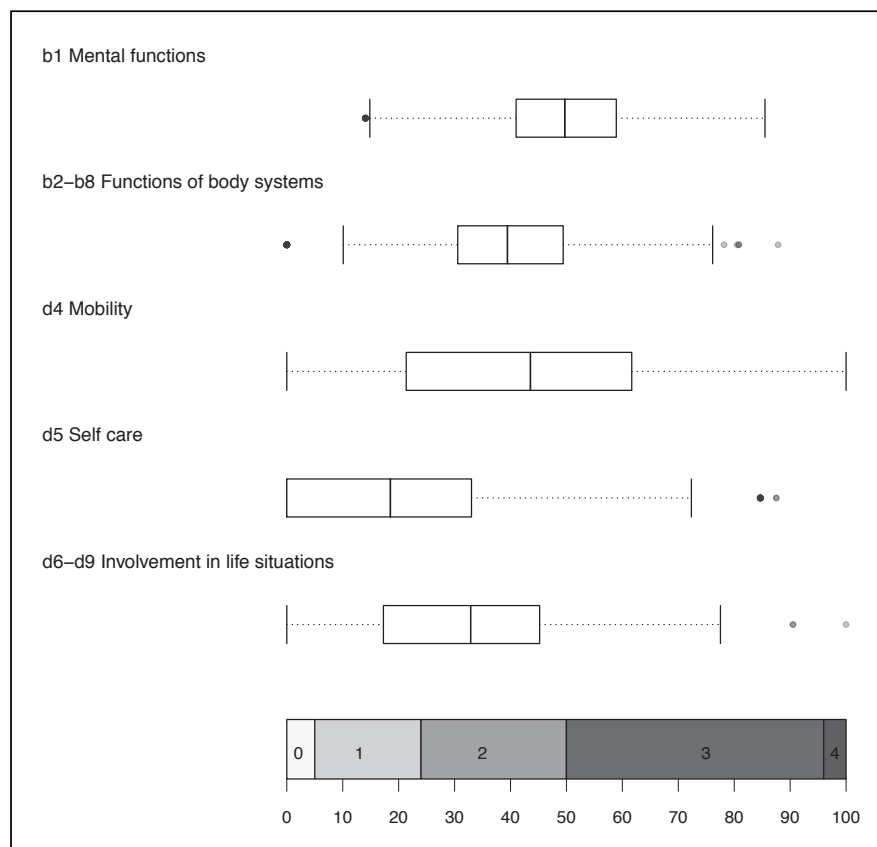 b1 Mental functions
b2–b8 Functions of body systems
d4 Mobility
d5 Self care
d6–d9 Involvement in life situations
0 1 2 3 4
0 10 20 30 40 50 60 70 80 90 100